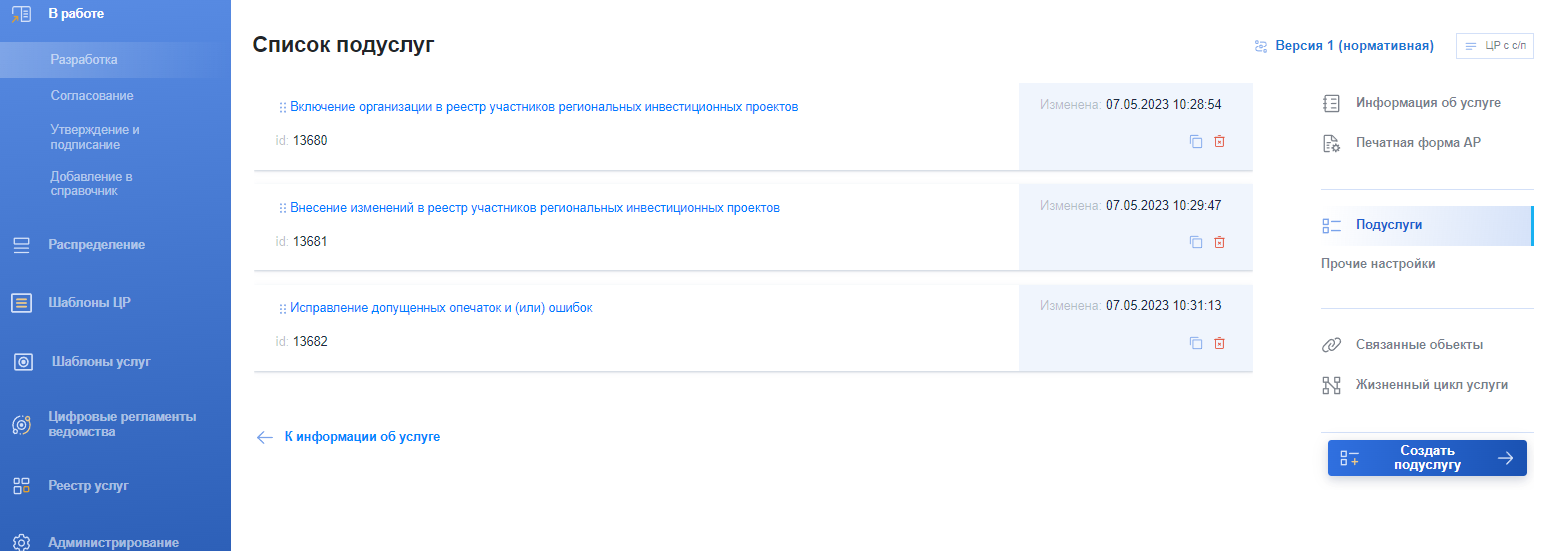 В работе
Разработка
Согласование
Утверждение и
подписание
Добавление в
справочник
Распределение
Шаблоны ЦР
Шаблоны услуг
Цифровые регламенты
ведомства
Реестр услуг
Администрирование
Список подуслуг
Версия 1 (нормативная)
ЦР с с/п
Включение организации в реестр участников региональных инвестиционных проектов
Изменена: 07.05.2023 10:28:54
id: 13680
Внесение изменений в реестр участников региональных инвестиционных проектов
Изменена: 07.05.2023 10:29:47
id: 13681
Исправление допущенных опечаток и (или) ошибок
Изменена: 07.05.2023 10:31:13
id: 13682
К информации об услуге
Информация об услуге
Печатная форма АР
Подуслуги
Прочие настройки
Связанные обьекты
Жизненный цикл услуги
Создать
подуслугу